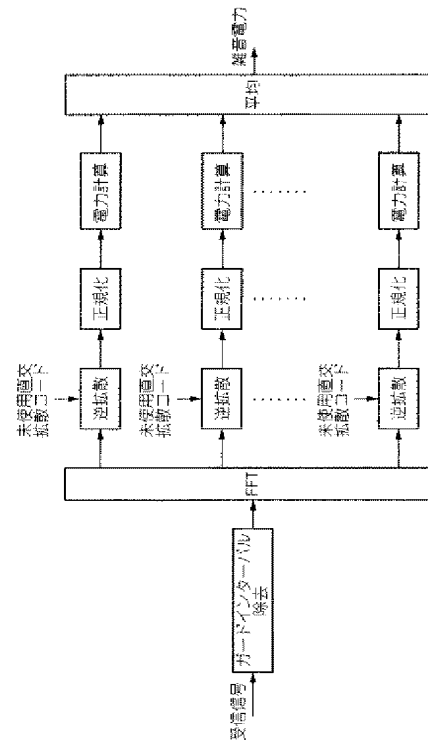 受信信号
ガードインターバル
除去
FFT
未使用直交
拡散コード
逆拡散
正規化
電力計算
未使用直交
拡散コード
逆拡散
正規化
電力計算
未使用直交
拡散コード
逆拡散
正規化
電力計算
平均
雑音電力